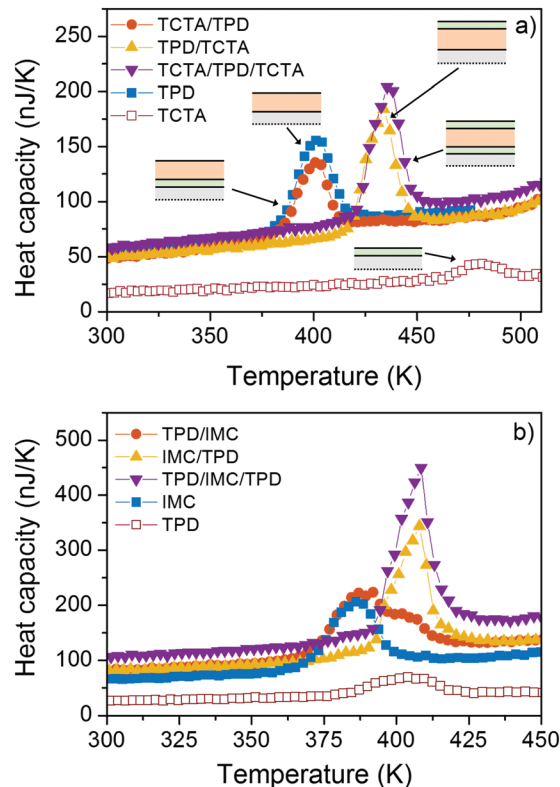 a)
250
200
150
100
50
0
Heat capacity (nJ/K)
TCTA/TPD
TPD/TCTA
TCTA/TPD/TCTA
TPD
TCTA
300 350 400 450 500
Temperature (K)
b)
500
400
300
200
100
0
Heat capacity (nJ/K)
TPD/IMC
IMC/TPD
TPD/IMC/TPD
IMC
TPD
300 325 350 375 400 425 450
Temperature (K)